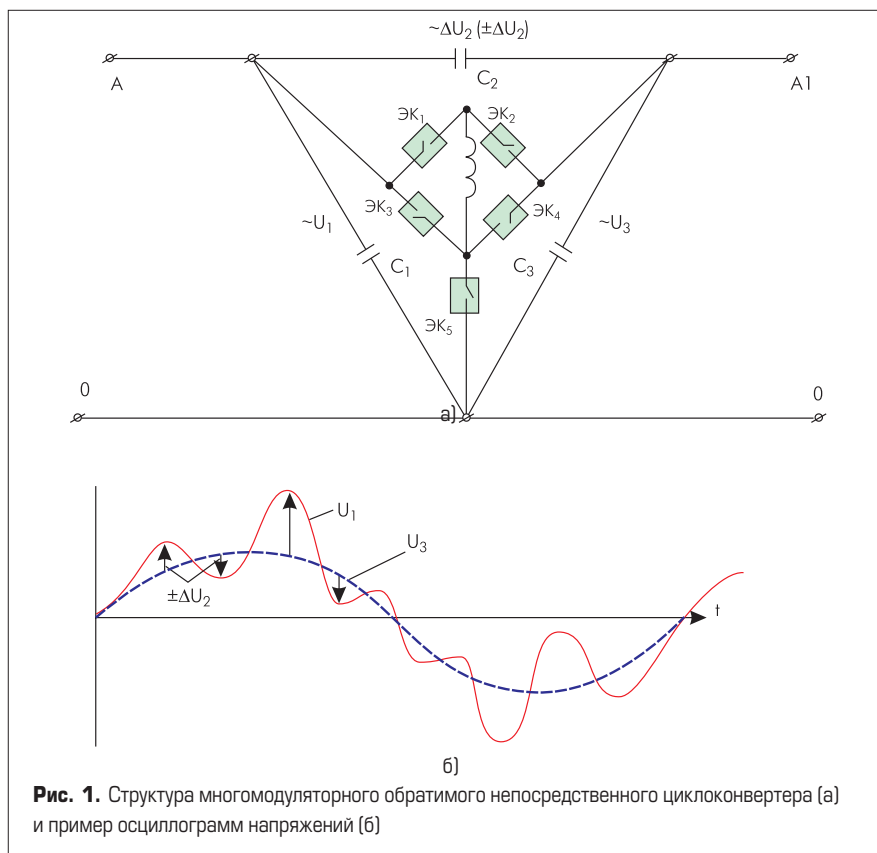 ~ΔU₂ (±ΔU₂)
A
C₂
A1
ЭК₁
ЭК₂
ЭК₃
ЭК₄
~U₁
~U₃
C₁
C₃
ЭК₅
0
0
а)
U₁
U₃
±ΔU₂
t
б)
Рис. 1. Структура многомодуляторного обратимого непосредственного циклоконвертера (а)
и пример осциллограмм напряжений (б)